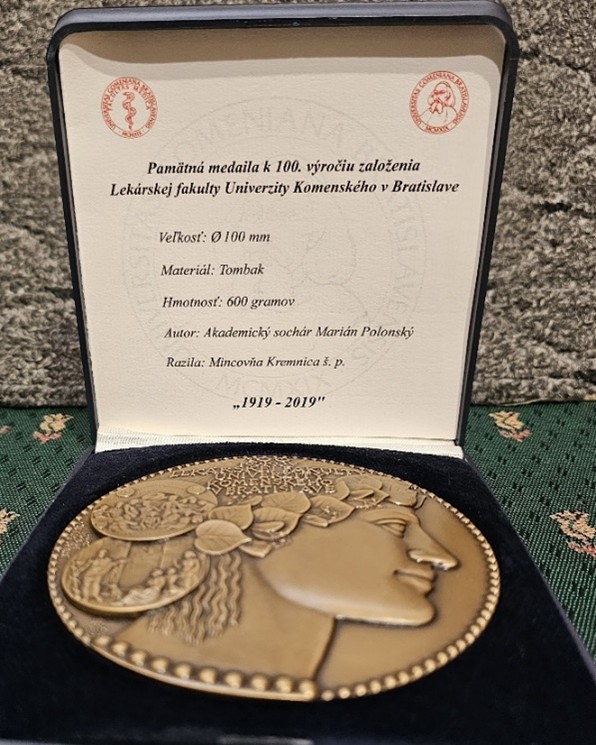 Pamätná medaila k 100. výročiu založenia
Lekárskej fakulty Univerzity Komenského v Bratislave
Veľkosť: Ø 100 mm
Materiál: Tombak
Hmotnosť: 600 gramov
Autor: Akademický sochár Marián Polonský
Razila: Mincovňa Kremnica š. p.
„1919 - 2019"